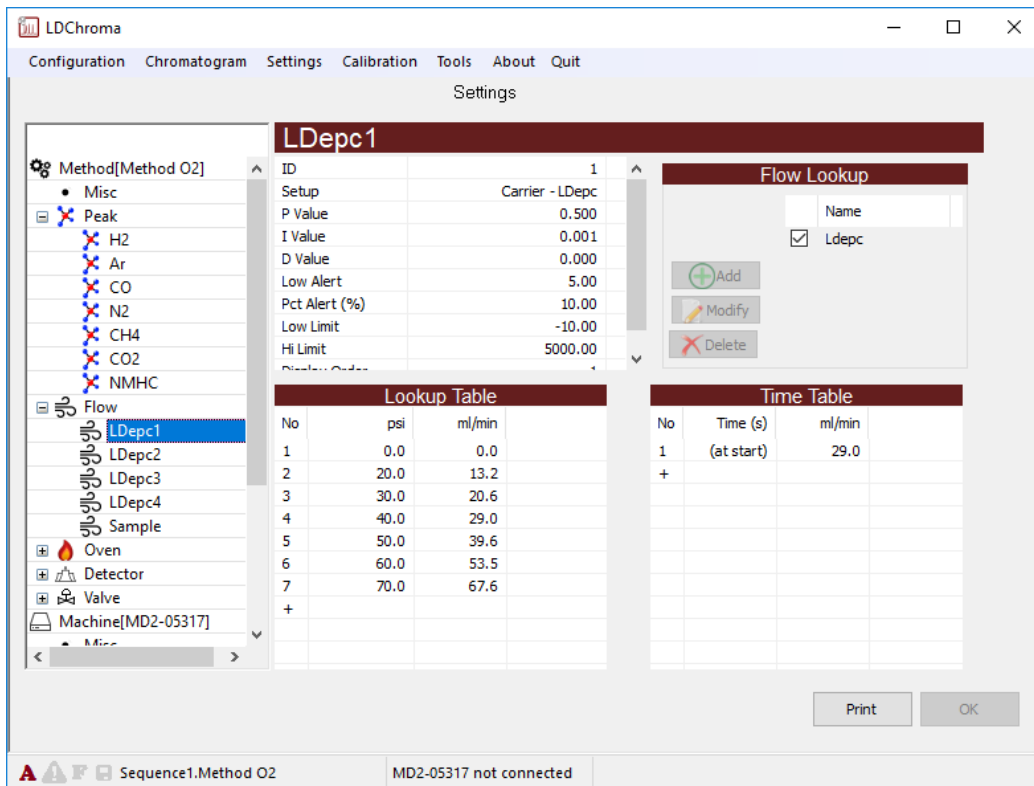 LDChroma
Configuration Chromatogram Settings Calibration Tools About Quit
Settings
Method[Method O2]
Misc
Peak
H2
Ar
CO
N2
CH4
CO2
NMHC
Flow
LDepc1
LDepc2
LDepc3
LDepc4
Sample
Oven
Detector
Valve
Machine[MD2-05317]
Misc
LDepc1
ID 1
Setup Carrier - LDepc
P Value 0.500
I Value 0.001
D Value 0.000
Low Alert 5.00
Pct Alert (%) 10.00
Low Limit -10.00
Hi Limit 5000.00
Display Order 1
Flow Lookup
Name
Ldepc
Add
Modify
Delete
Lookup Table
No psi ml/min
1 0.0 0.0
2 20.0 13.2
3 30.0 20.6
4 40.0 29.0
5 50.0 39.6
6 60.0 53.5
7 70.0 67.6
+
Time Table
No Time (s) ml/min
1 (at start) 29.0
+
Print OK
A F Sequence1.Method O2 MD2-05317 not connected